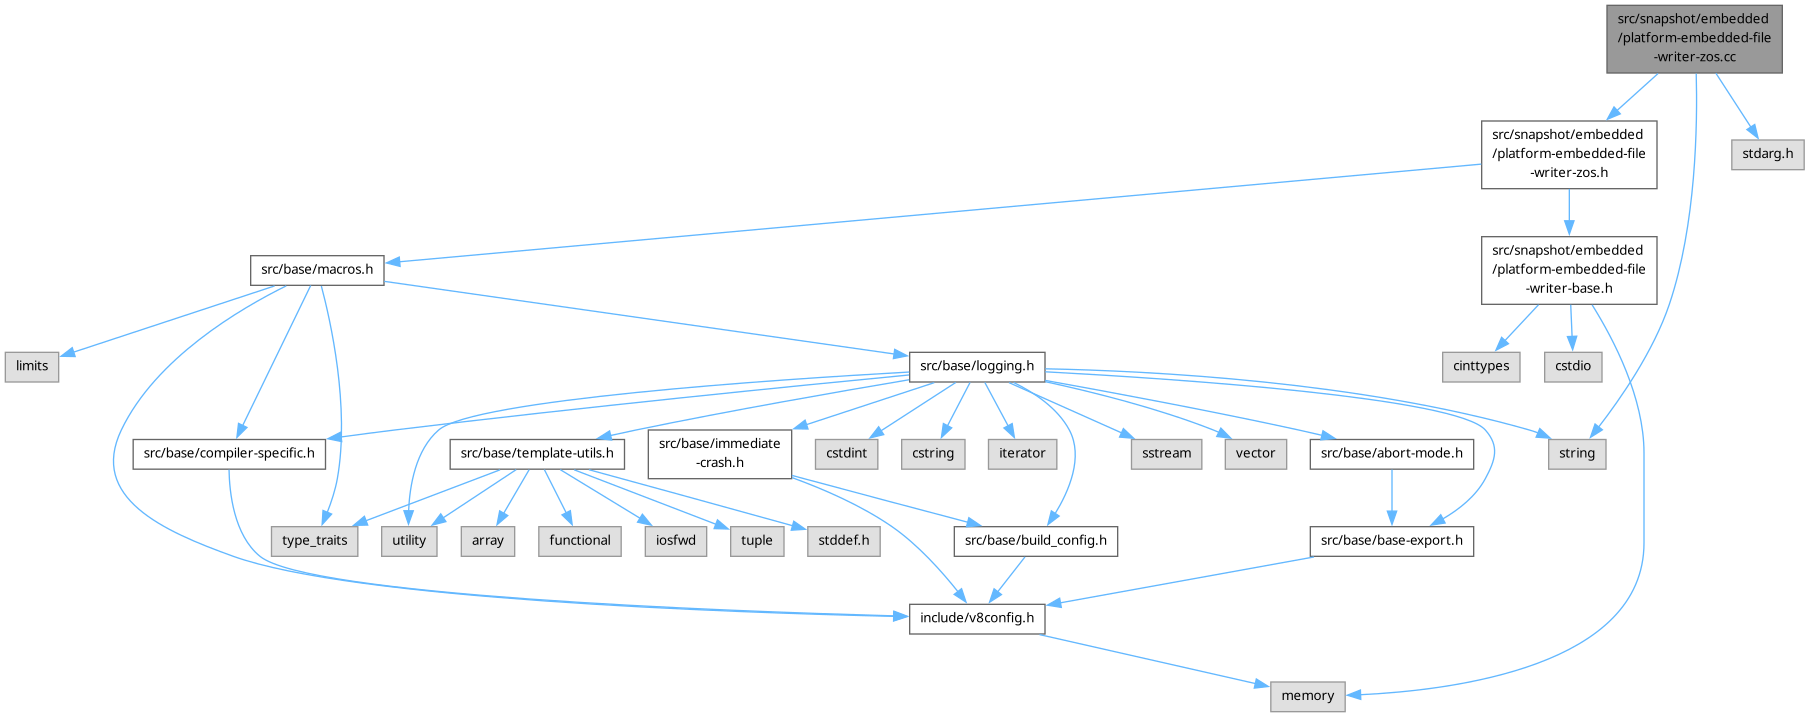 src/snapshot/embedded
/platform-embedded-file
-writer-zos.cc
src/snapshot/embedded
/platform-embedded-file
-writer-zos.h
stdarg.h
src/base/macros.h
src/snapshot/embedded
/platform-embedded-file
-writer-base.h
limits
src/base/logging.h
cinttypes
cstdio
src/base/compiler-specific.h
src/base/template-utils.h
src/base/immediate
-crash.h
cstdint
cstring
iterator
sstream
vector
src/base/abort-mode.h
string
type_traits
utility
array
functional
iosfwd
tuple
stddef.h
src/base/build_config.h
src/base/base-export.h
include/v8config.h
memory